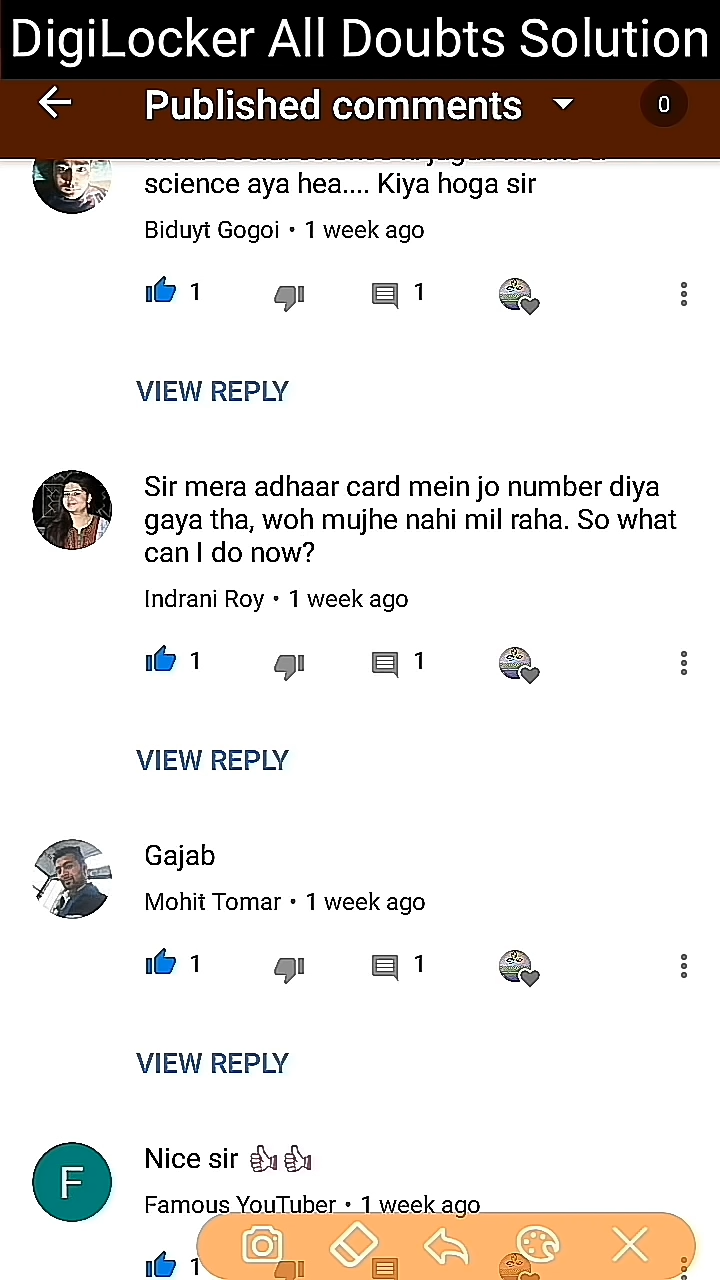 DigiLocker All Doubts Solution
Published comments
0
science aya hea.... Kiya hoga sir
Biduyt Gogoi • 1 week ago
1
1
VIEW REPLY
Sir mera adhaar card mein jo number diya
gaya tha, woh mujhe nahi mil raha. So what
can I do now?
Indrani Roy • 1 week ago
1
1
VIEW REPLY
Gajab
Mohit Tomar • 1 week ago
1
1
VIEW REPLY
F
Nice sir 👍👍
Famous YouTuber • 1 week ago
1